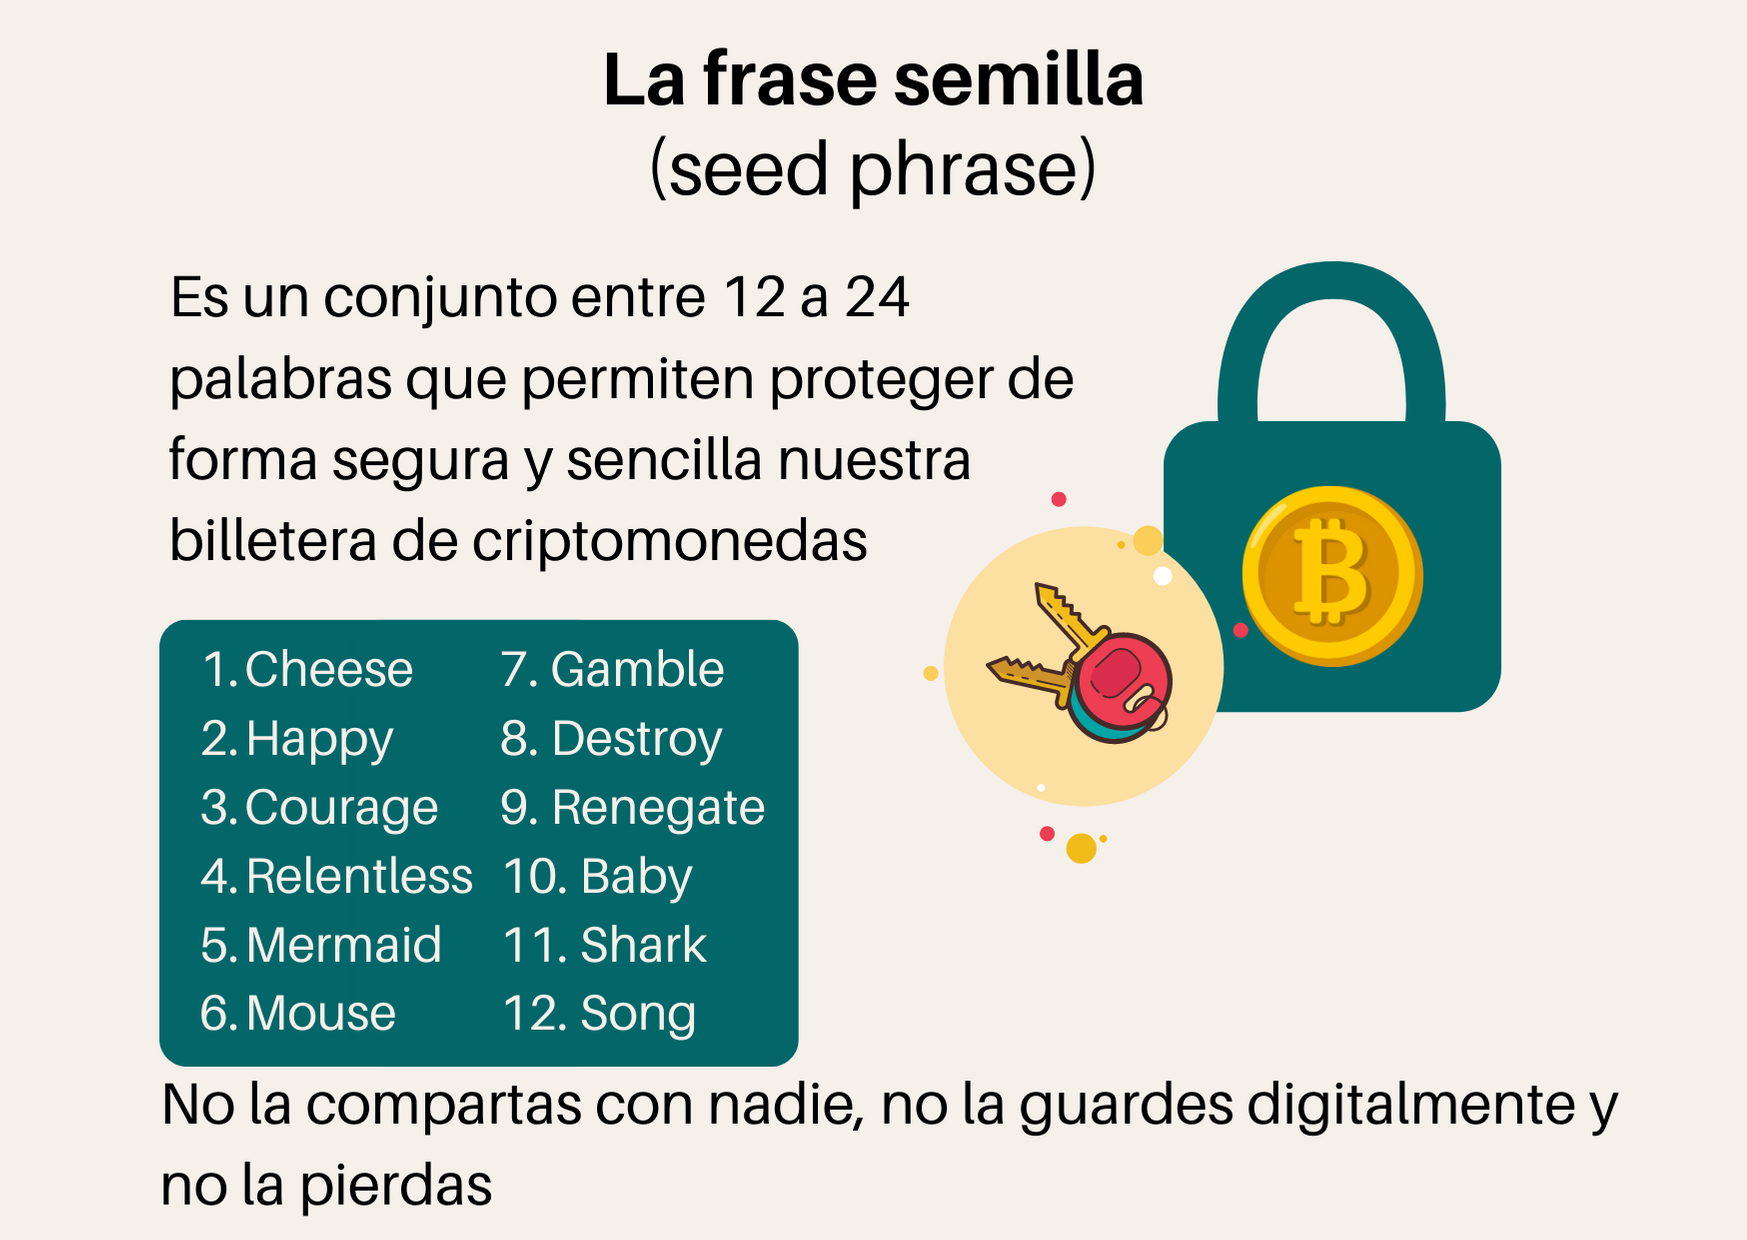 La frase semilla
(seed phrase)
Es un conjunto entre 12 a 24
palabras que permiten proteger de
forma segura y sencilla nuestra
billetera de criptomonedas
1. Cheese
2. Happy
3. Courage
4. Relentless
5. Mermaid
6. Mouse
7. Gamble
8. Destroy
9. Renegate
10. Baby
11. Shark
12. Song
No la compartas con nadie, no la guardes digitalmente y
no la pierdas